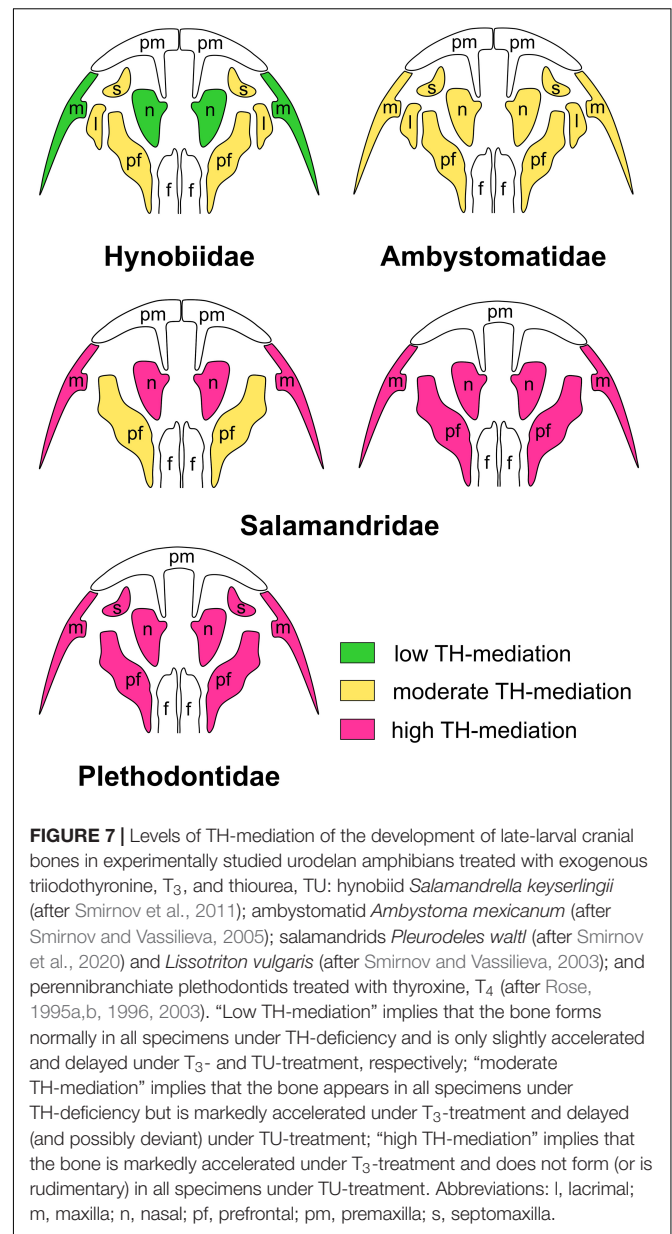 pm pm
s s
m n n m
l l
pf pf
f f
Hynobiidae
pm pm
s s
m n n m
l l
pf pf
f f
Ambystomatidae
pm pm
m n n m
pf pf
f f
pm
m n n m
pf pf
f f
Salamandridae
pm
s s
m n n m
pf pf
f f
Plethodontidae
low TH-mediation
moderate TH-mediation
high TH-mediation
FIGURE 7 | Levels of TH-mediation of the development of late-larval cranial
bones in experimentally studied urodelan amphibians treated with exogenous
triiodothyronine, T₃, and thiourea, TU: hynobiid Salamandrella keyserlingii
(after Smirnov et al., 2011); ambystomatid Ambystoma mexicanum (after
Smirnov and Vassilieva, 2005); salamandrids Pleurodeles waltl (after Smirnov
et al., 2020) and Lissotriton vulgaris (after Smirnov and Vassilieva, 2003); and
perennibranchiate plethodontids treated with thyroxine, T₄ (after Rose,
1995a,b, 1996, 2003). “Low TH-mediation” implies that the bone forms
normally in all specimens under TH-deficiency and is only slightly accelerated
and delayed under T₃- and TU-treatment, respectively; “moderate
TH-mediation” implies that the bone appears in all specimens under
TH-deficiency but is markedly accelerated under T₃-treatment and delayed
(and possibly deviant) under TU-treatment; “high TH-mediation” implies that
the bone is markedly accelerated under T₃-treatment and does not form (or is
rudimentary) in all specimens under TU-treatment. Abbreviations: l, lacrimal;
m, maxilla; n, nasal; pf, prefrontal; pm, premaxilla; s, septomaxilla.